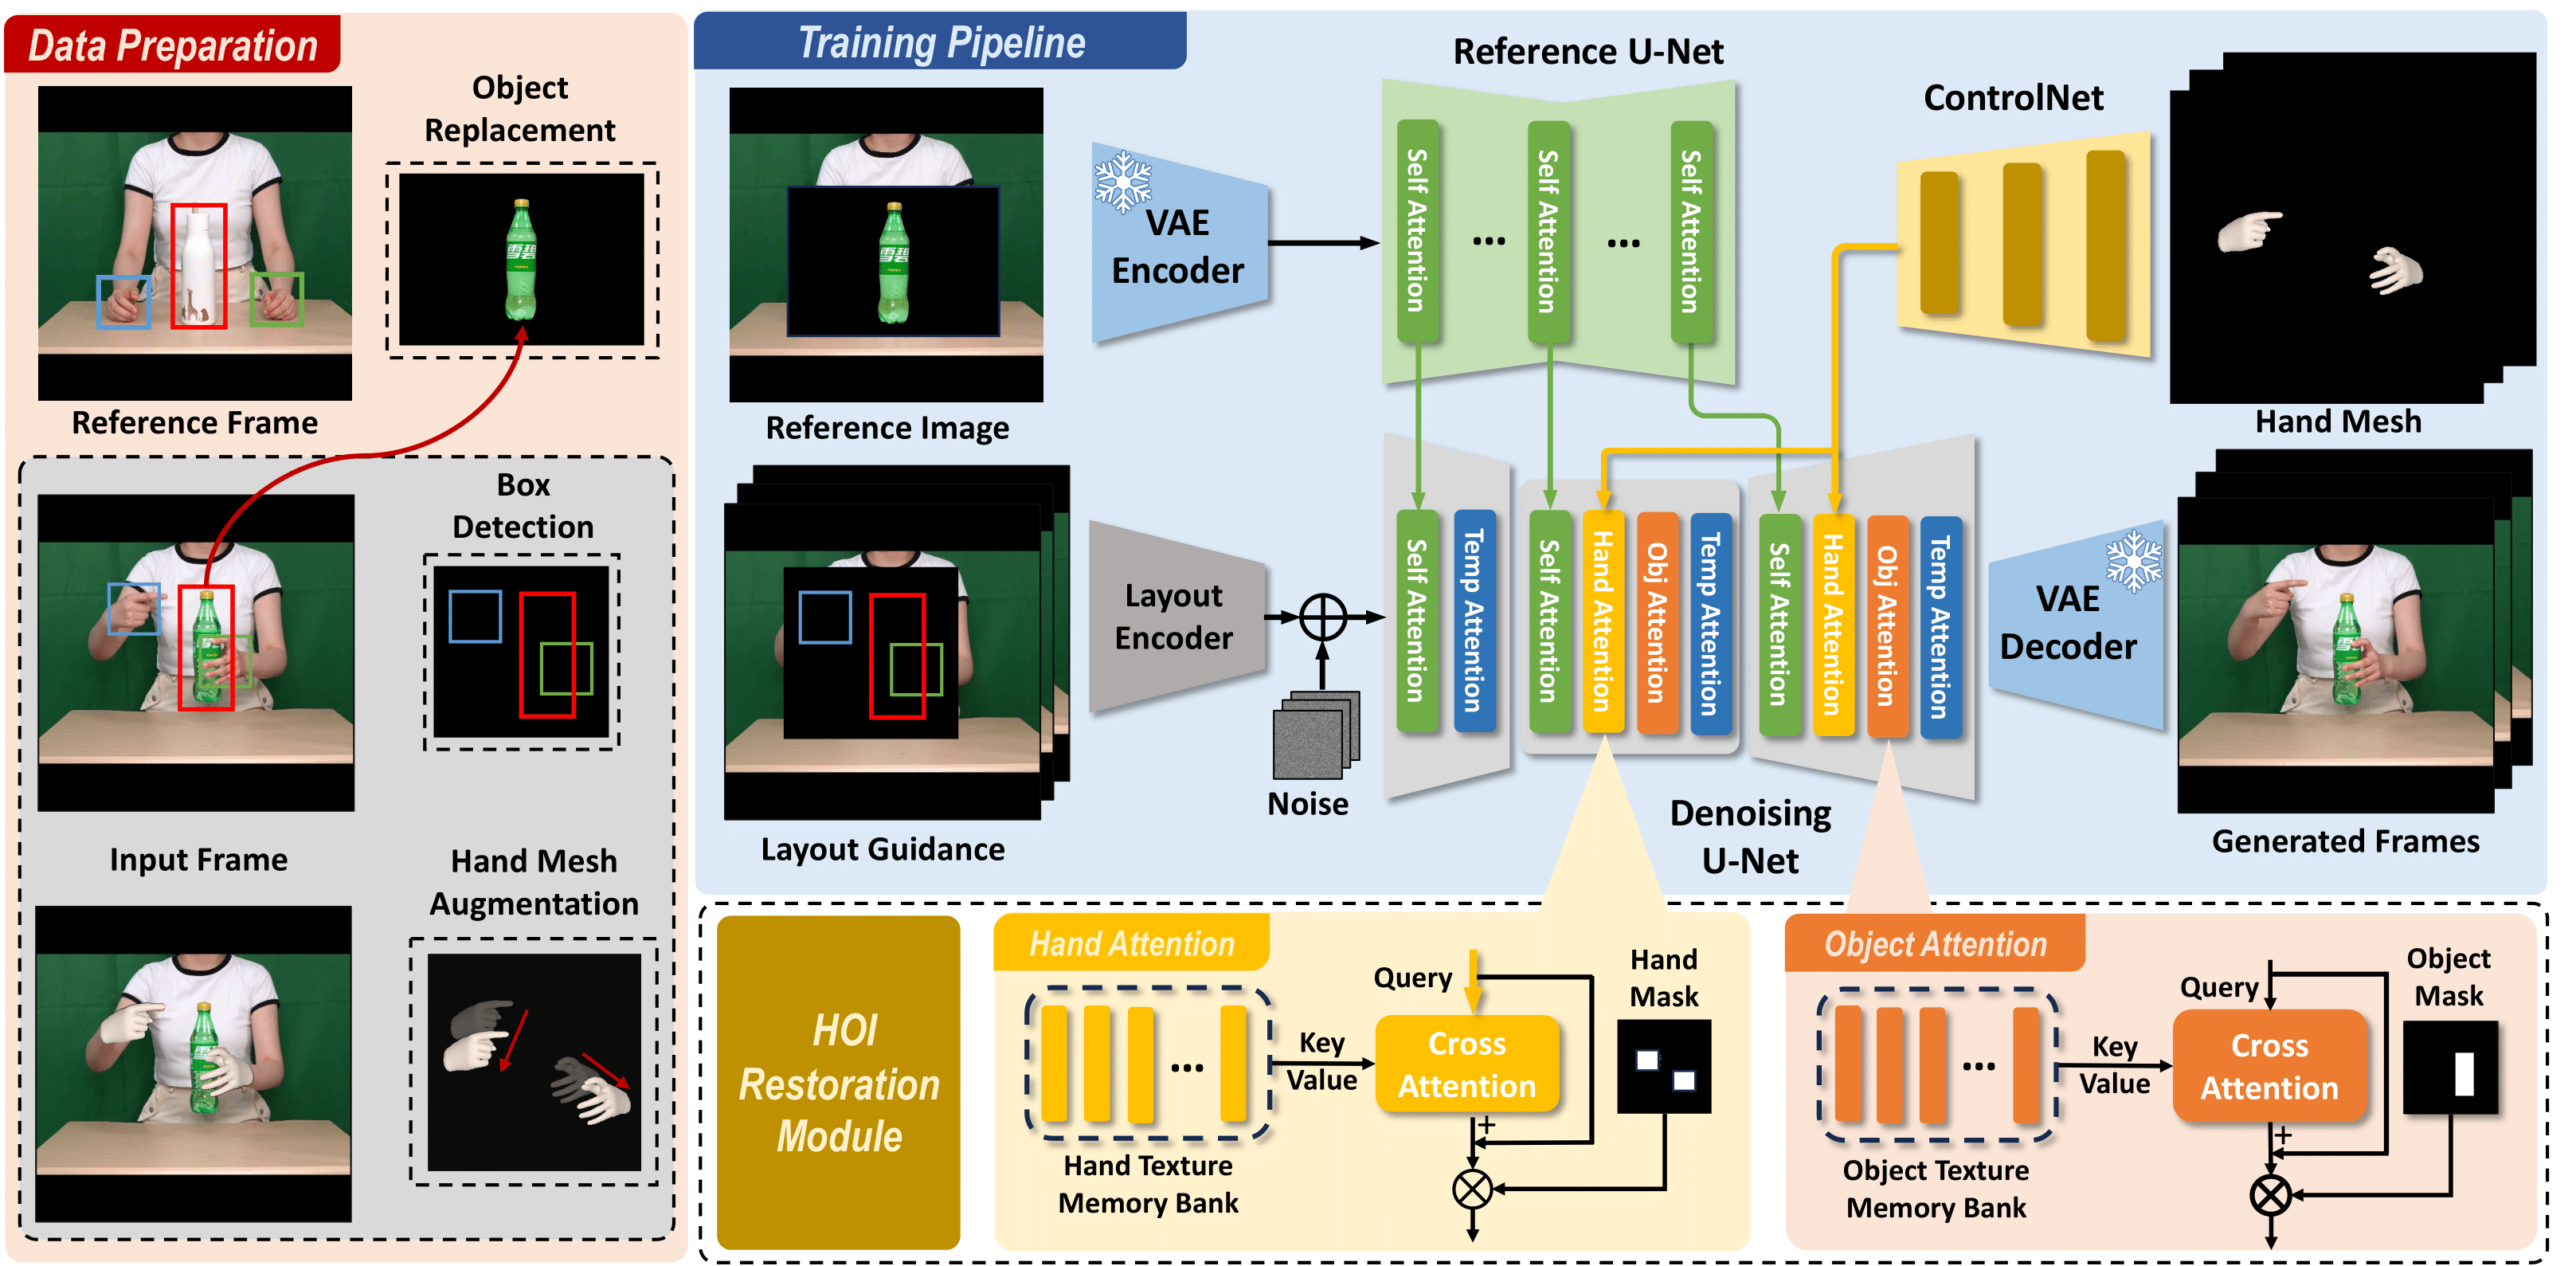 Data Preparation
Object
Replacement
Reference Frame
Box
Detection
Input Frame
Hand Mesh
Augmentation
Training Pipeline
Reference U-Net
ControlNet
VAE
Encoder
Self Attention
...
Self Attention
...
Self Attention
雪碧
雪碧
Reference Image
Hand Mesh
Layout
Encoder
Noise
Self Attention
Temp Attention
Self Attention
Hand Attention
Obj Attention
Temp Attention
Self Attention
Hand Attention
Obj Attention
Temp Attention
VAE
Decoder
Layout Guidance
Denoising
U-Net
Generated Frames
HOI
Restoration
Module
Hand Attention
Query
Hand
Mask
Key
Value
Cross
Attention
...
+
Hand Texture
Memory Bank
Object Attention
Query
Object
Mask
Key
Value
Cross
Attention
...
+
Object Texture
Memory Bank